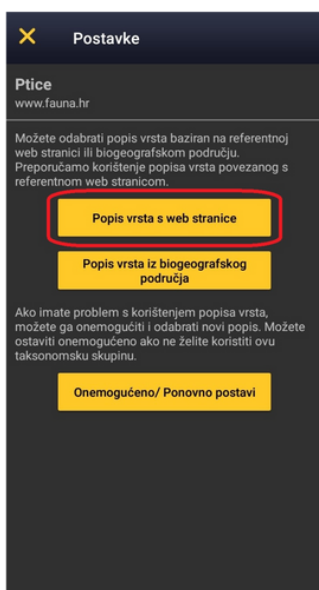 Postavke
Ptice
www.fauna.hr
Možete odabrati popis vrsta baziran na referentnoj
web stranici ili biogeografskom području.
Preporučamo korištenje popisa vrsta povezanog s
referentnom web stranicom.
Popis vrsta s web stranice
Popis vrsta iz biogeografskog
područja
Ako imate problem s korištenjem popisa vrsta,
možete ga onemogućiti i odabrati novi popis. Možete
ostaviti onemogućeno ako ne želite koristiti ovu
taksonomsku skupinu.
Onemogućeno/ Ponovno postavi